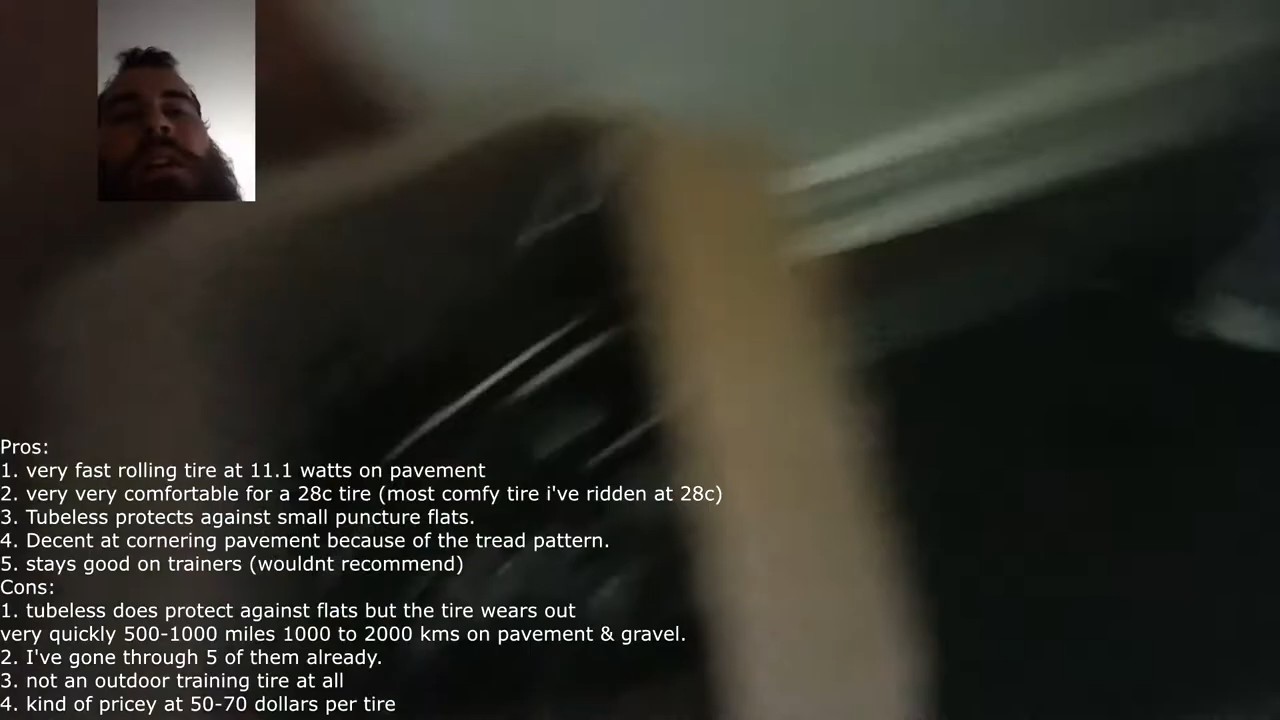 Pros:
1. very fast rolling tire at 11.1 watts on pavement
2. very very comfortable for a 28c tire (most comfy tire i've ridden at 28c)
3. Tubeless protects against small puncture flats.
4. Decent at cornering pavement because of the tread pattern.
5. stays good on trainers (wouldnt recommend)
Cons:
1. tubeless does protect against flats but the tire wears out
very quickly 500-1000 miles 1000 to 2000 kms on pavement & gravel.
2. I've gone through 5 of them already.
3. not an outdoor training tire at all
4. kind of pricey at 50-70 dollars per tire